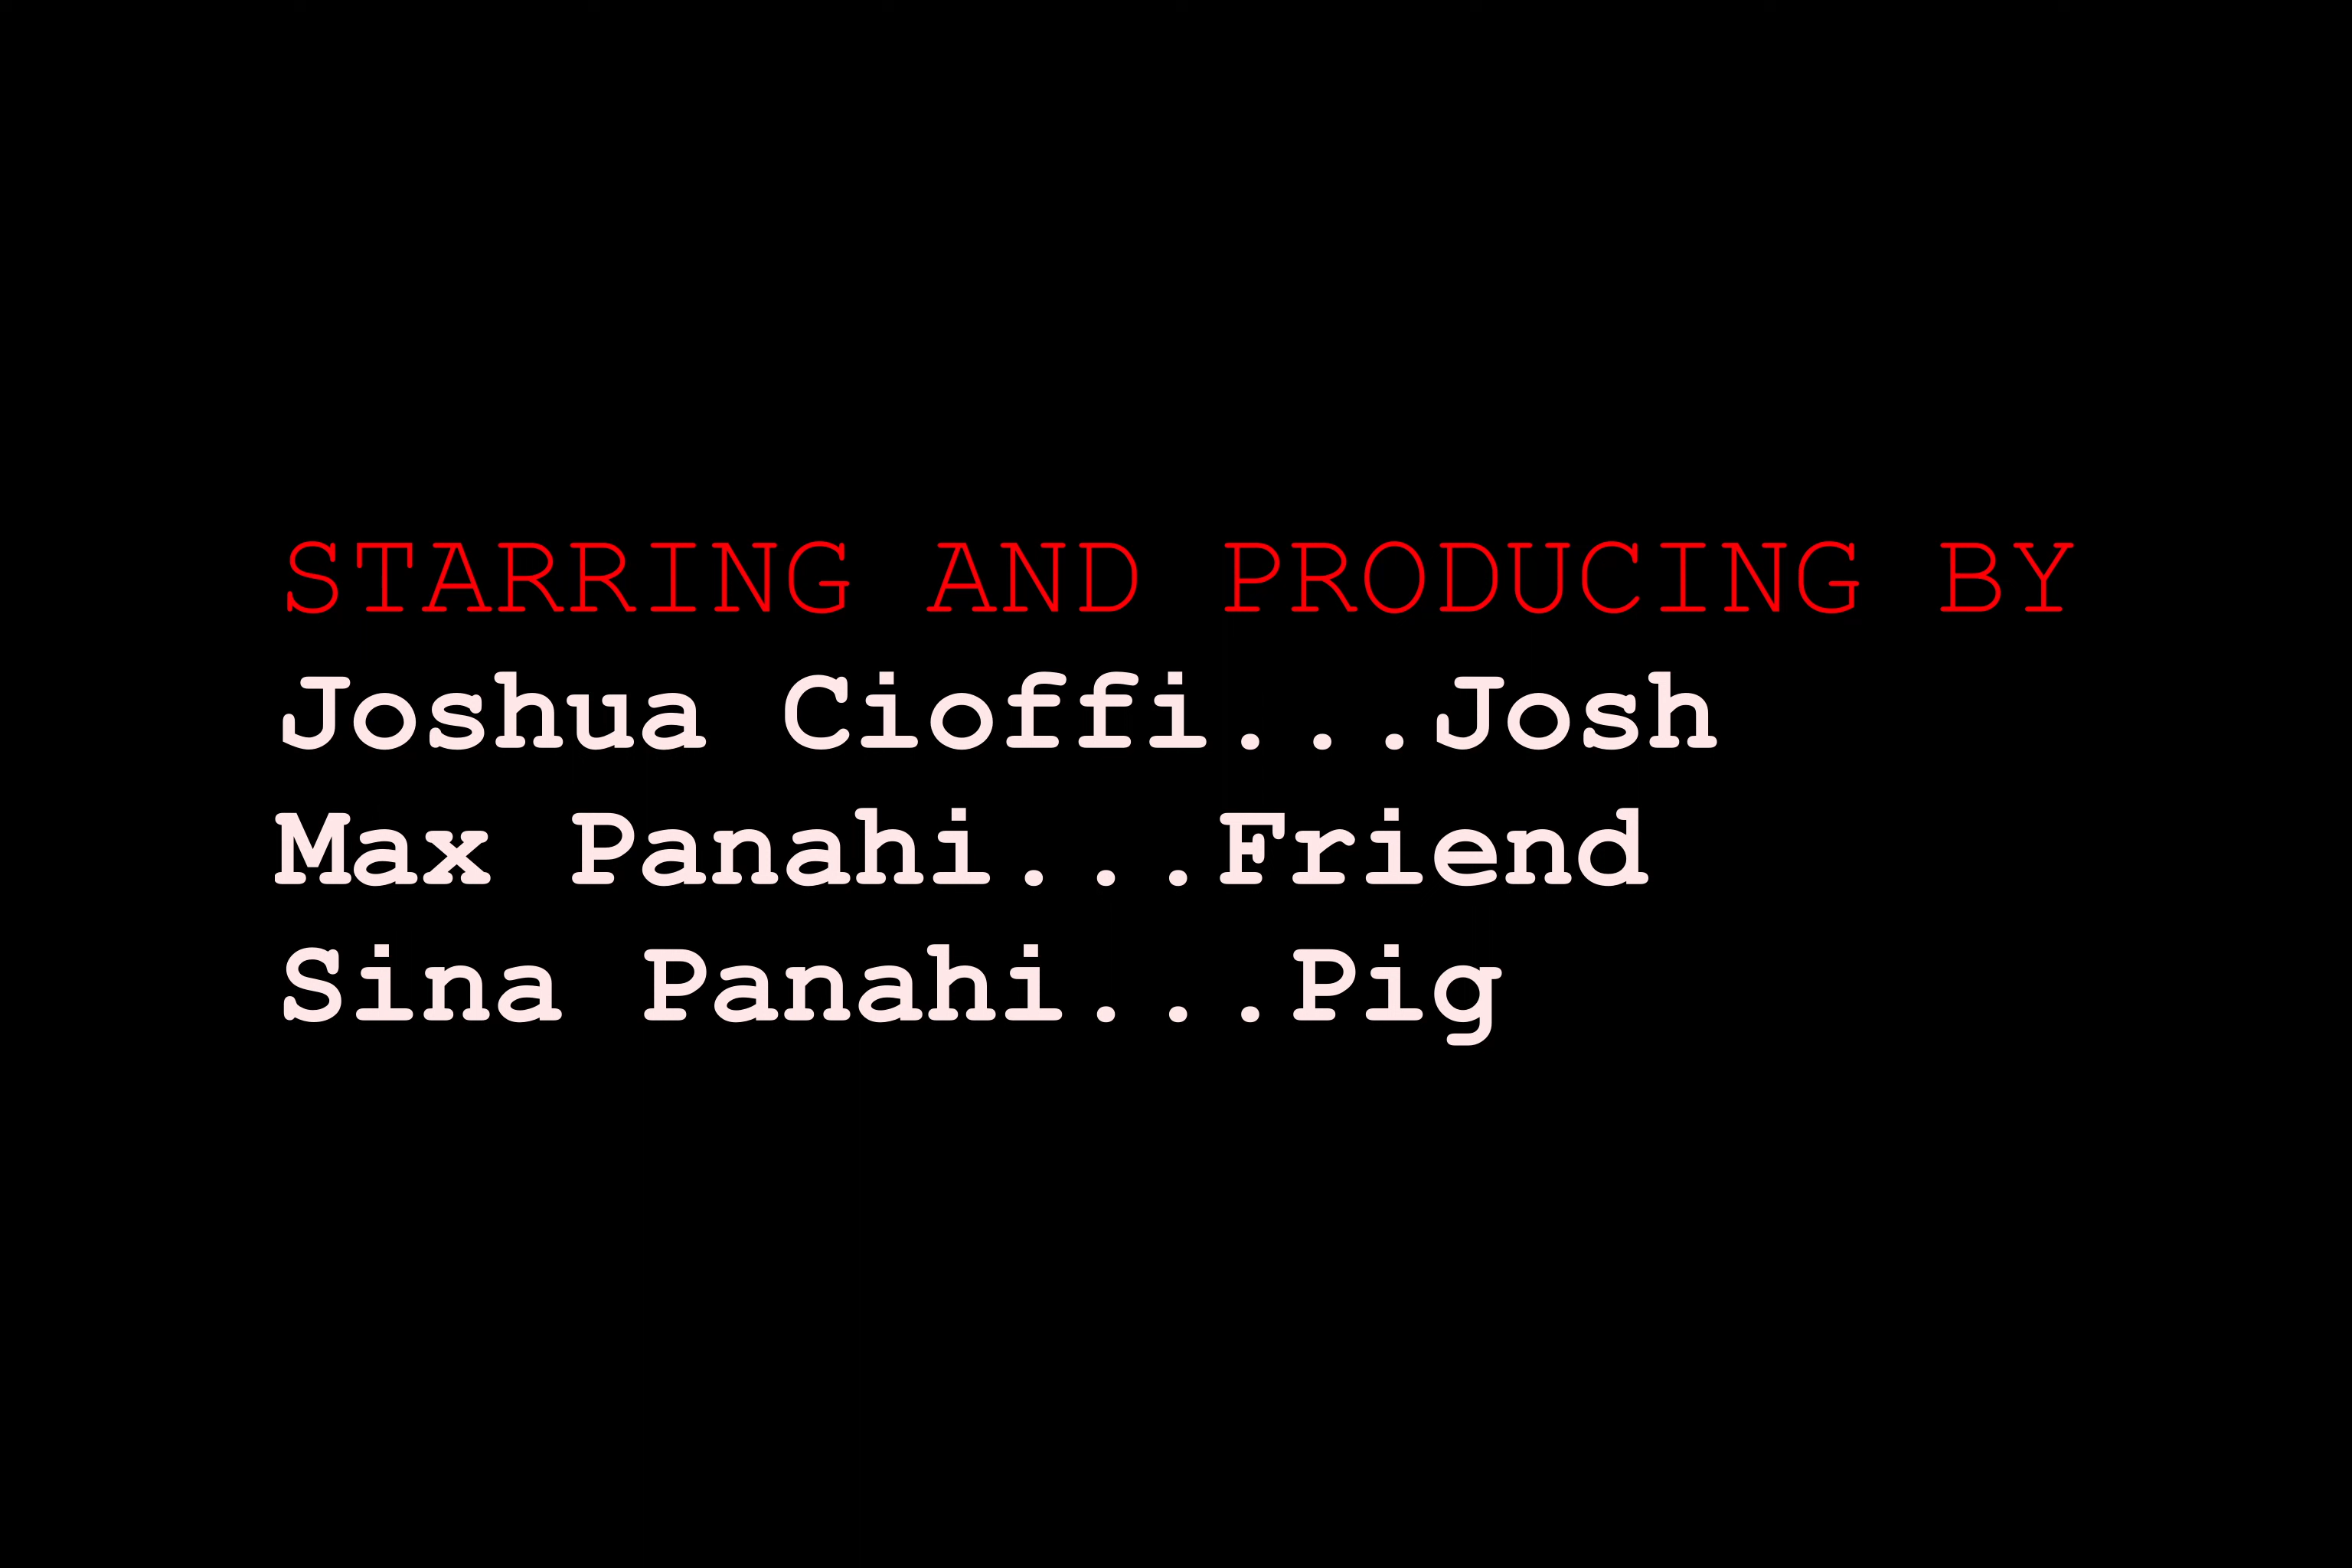 STARRING AND PRODUCING BY
Joshua Cioffi...Josh
Max Panahi...Friend
Sina Panahi...Pig